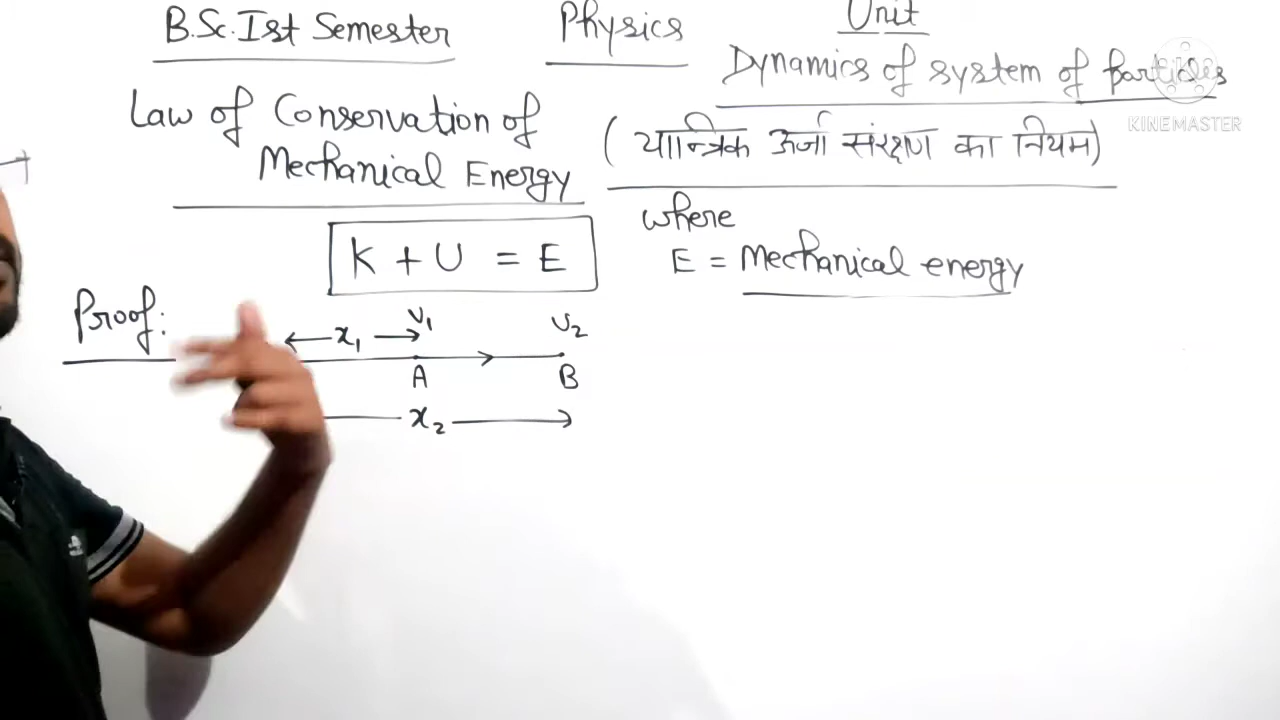 B.Sc. Ist Semester
Physics
Unit
Dynamics of system of particles
KINEMASTER
Law of Conservation of
Mechanical Energy
(यान्त्रिक ऊर्जा संरक्षण का नियम)
K + U = E
where
E = Mechanical energy
Proof:
x₁
v₁
v₂
A
B
x₂